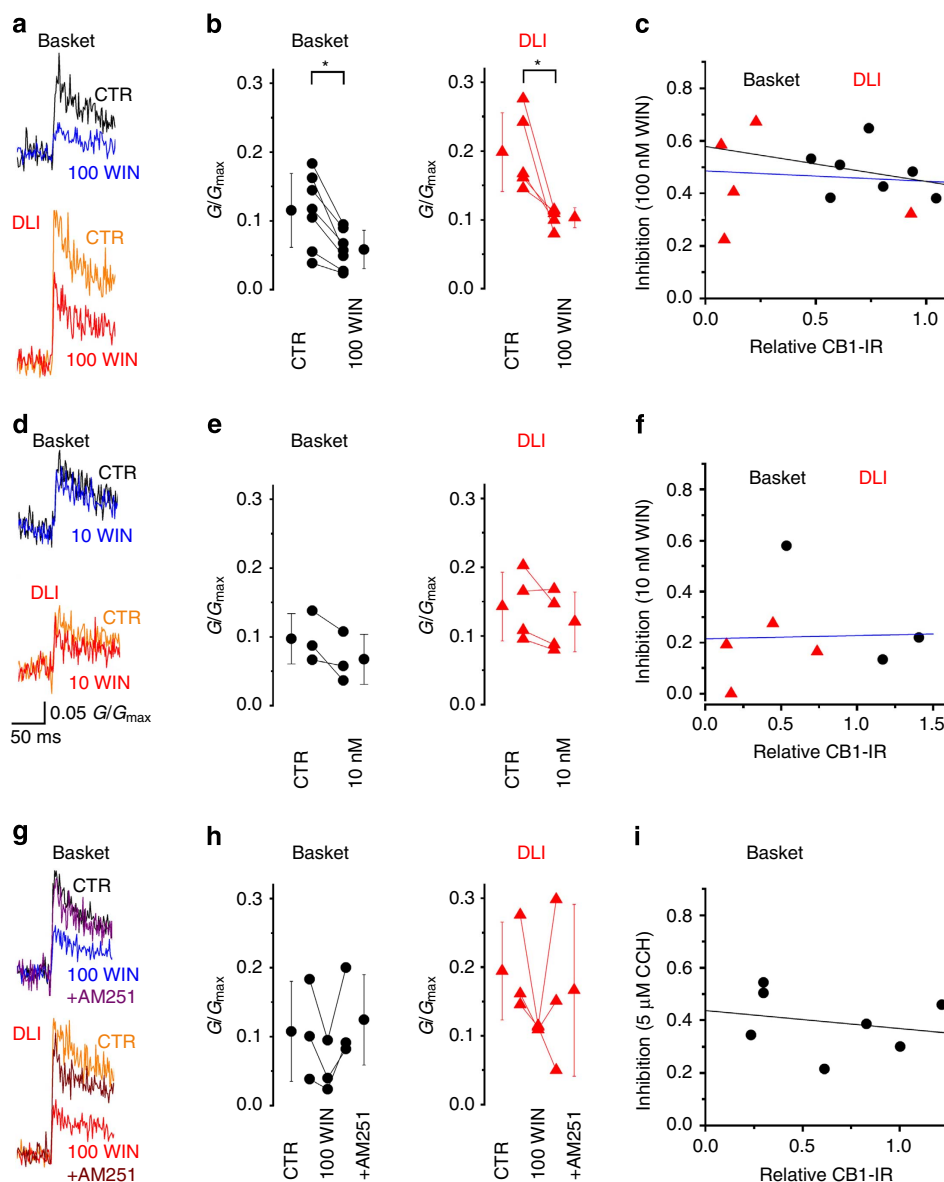 a
Basket
CTR
100 WIN
DLI
CTR
100 WIN
b
Basket
DLI
*
*
0.3
0.2
0.1
0.0
G/Gmax
CTR
100 WIN
0.3
0.2
0.1
0.0
G/Gmax
CTR
100 WIN
c
Basket
DLI
0.8
0.6
0.4
0.2
0.0
Inhibition (100 nM WIN)
0.0
0.5
1.0
Relative CB1-IR
d
Basket
CTR
10 WIN
DLI
CTR
10 WIN
0.05 G/Gmax
50 ms
e
Basket
DLI
0.3
0.2
0.1
0.0
G/Gmax
CTR
10 nM
0.3
0.2
0.1
0.0
G/Gmax
CTR
10 nM
f
Basket
DLI
0.8
0.6
0.4
0.2
0.0
Inhibition (10 nM WIN)
0.0
0.5
1.0
1.5
Relative CB1-IR
g
Basket
CTR
100 WIN
+AM251
DLI
CTR
100 WIN
+AM251
h
Basket
DLI
0.3
0.2
0.1
0.0
G/Gmax
CTR
100 WIN
+AM251
0.3
0.2
0.1
0.0
G/Gmax
CTR
100 WIN
+AM251
i
Basket
0.8
0.6
0.4
0.2
0.0
Inhibition (5 μM CCH)
0.0
0.5
1.0
Relative CB1-IR